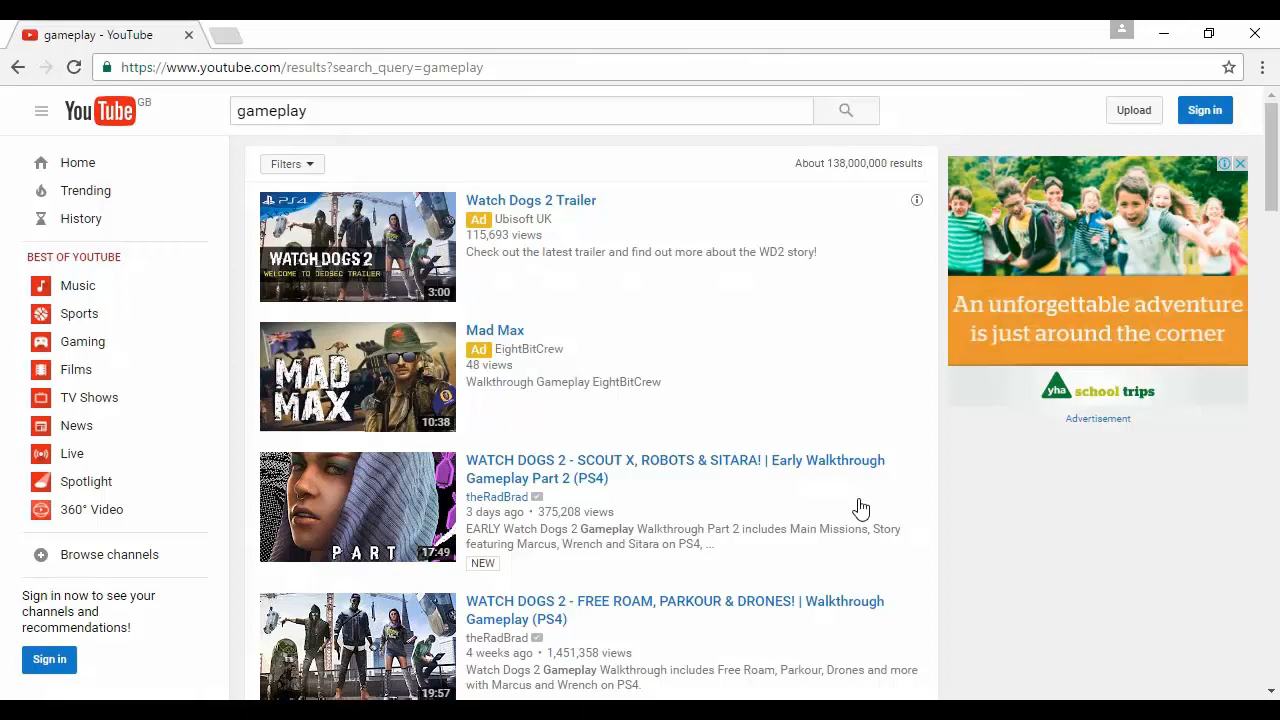 gameplay - YouTube
https://www.youtube.com/results?search_query=gameplay
YouTube GB
gameplay
Upload
Sign in
Home
Trending
History
BEST OF YOUTUBE
Music
Sports
Gaming
Films
TV Shows
News
Live
Spotlight
360° Video
Browse channels
Sign in now to see your
channels and
recommendations!
Sign in
Filters
About 138,000,000 results
PS4
WATCH DOGS 2
WELCOME TO DEDSEC TRAILER
3:00
Watch Dogs 2 Trailer
Ad Ubisoft UK
115,693 views
Check out the latest trailer and find out more about the WD2 story!
MAD
MAX
10:38
Mad Max
Ad EightBitCrew
48 views
Walkthrough Gameplay EightBitCrew
PART
17:49
WATCH DOGS 2 - SCOUT X, ROBOTS & SITARA! | Early Walkthrough
Gameplay Part 2 (PS4)
theRadBrad
3 days ago • 375,208 views
EARLY Watch Dogs 2 Gameplay Walkthrough Part 2 includes Main Missions, Story
featuring Marcus, Wrench and Sitara on PS4, ...
NEW
19:57
WATCH DOGS 2 - FREE ROAM, PARKOUR & DRONES! | Walkthrough
Gameplay (PS4)
theRadBrad
4 weeks ago • 1,451,358 views
Watch Dogs 2 Gameplay Walkthrough includes Free Roam, Parkour, Drones and more
with Marcus and Wrench on PS4.
An unforgettable adventure
is just around the corner
yha school trips
Advertisement